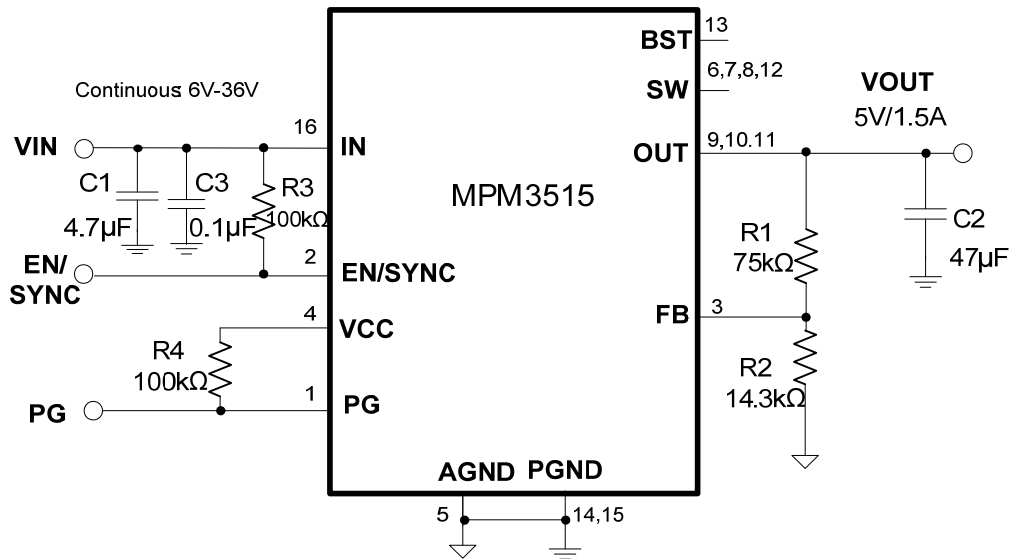 13
BST
6,7,8,12
SW
Continuous: 6V-36V
VOUT
5V/1.5A
16
VIN
IN
9,10.11
OUT
MPM3515
C1
4.7µF
C3
0.1µF
R3
100kΩ
R1
75kΩ
C2
47µF
EN/
SYNC
2
EN/SYNC
4
VCC
3
FB
R4
100kΩ
R2
14.3kΩ
1
PG
PG
AGND
PGND
5
14,15